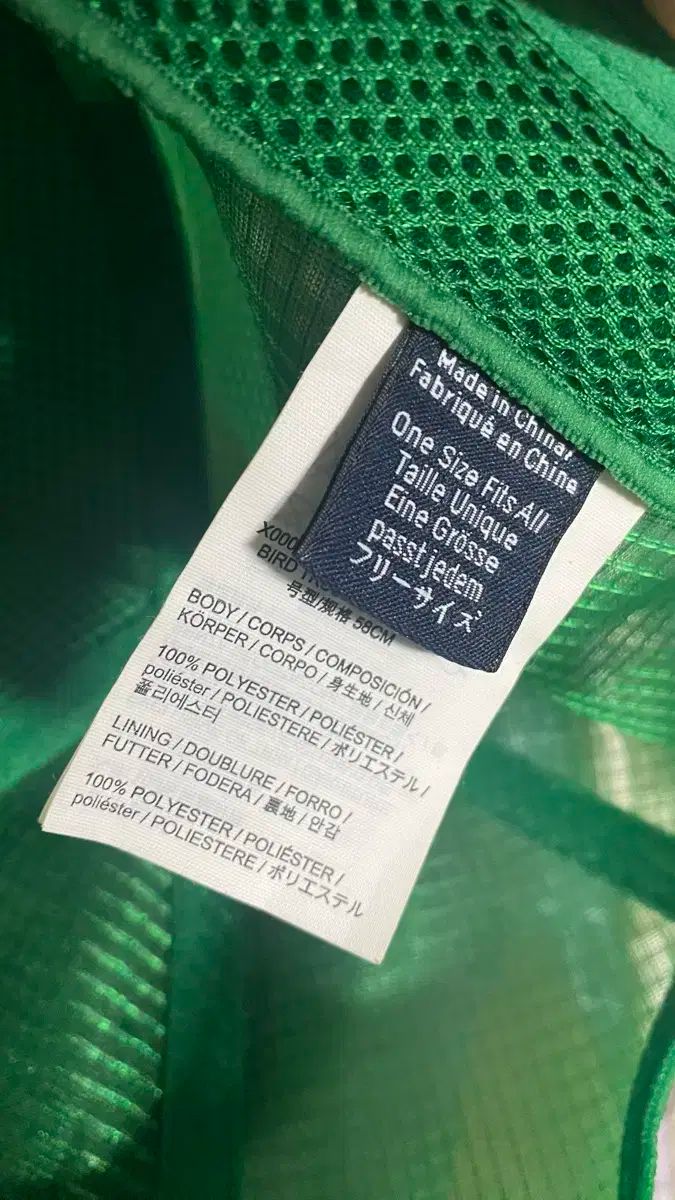 Made in China/
Fabriqué en China
One Size Fits All
Taille Unique
Eine Grösse
passt jedem
フリーサイズ
X000
BIRD
号型/规格 58CM
BODY / CORPS / COMPOSICIÓN /
KÖRPER / CORPO / 身生地 / 신체
100% POLYESTER / POLIÉSTER /
poliéster / POLIESTERE / ポリエステル /
폴리에스터
LINING / DOUBLURE / FORRO /
FUTTER / FODERA / 裏地 / 안감
100% POLYESTER / POLIÉSTER /
poliéster / POLIESTERE / ポリエステル